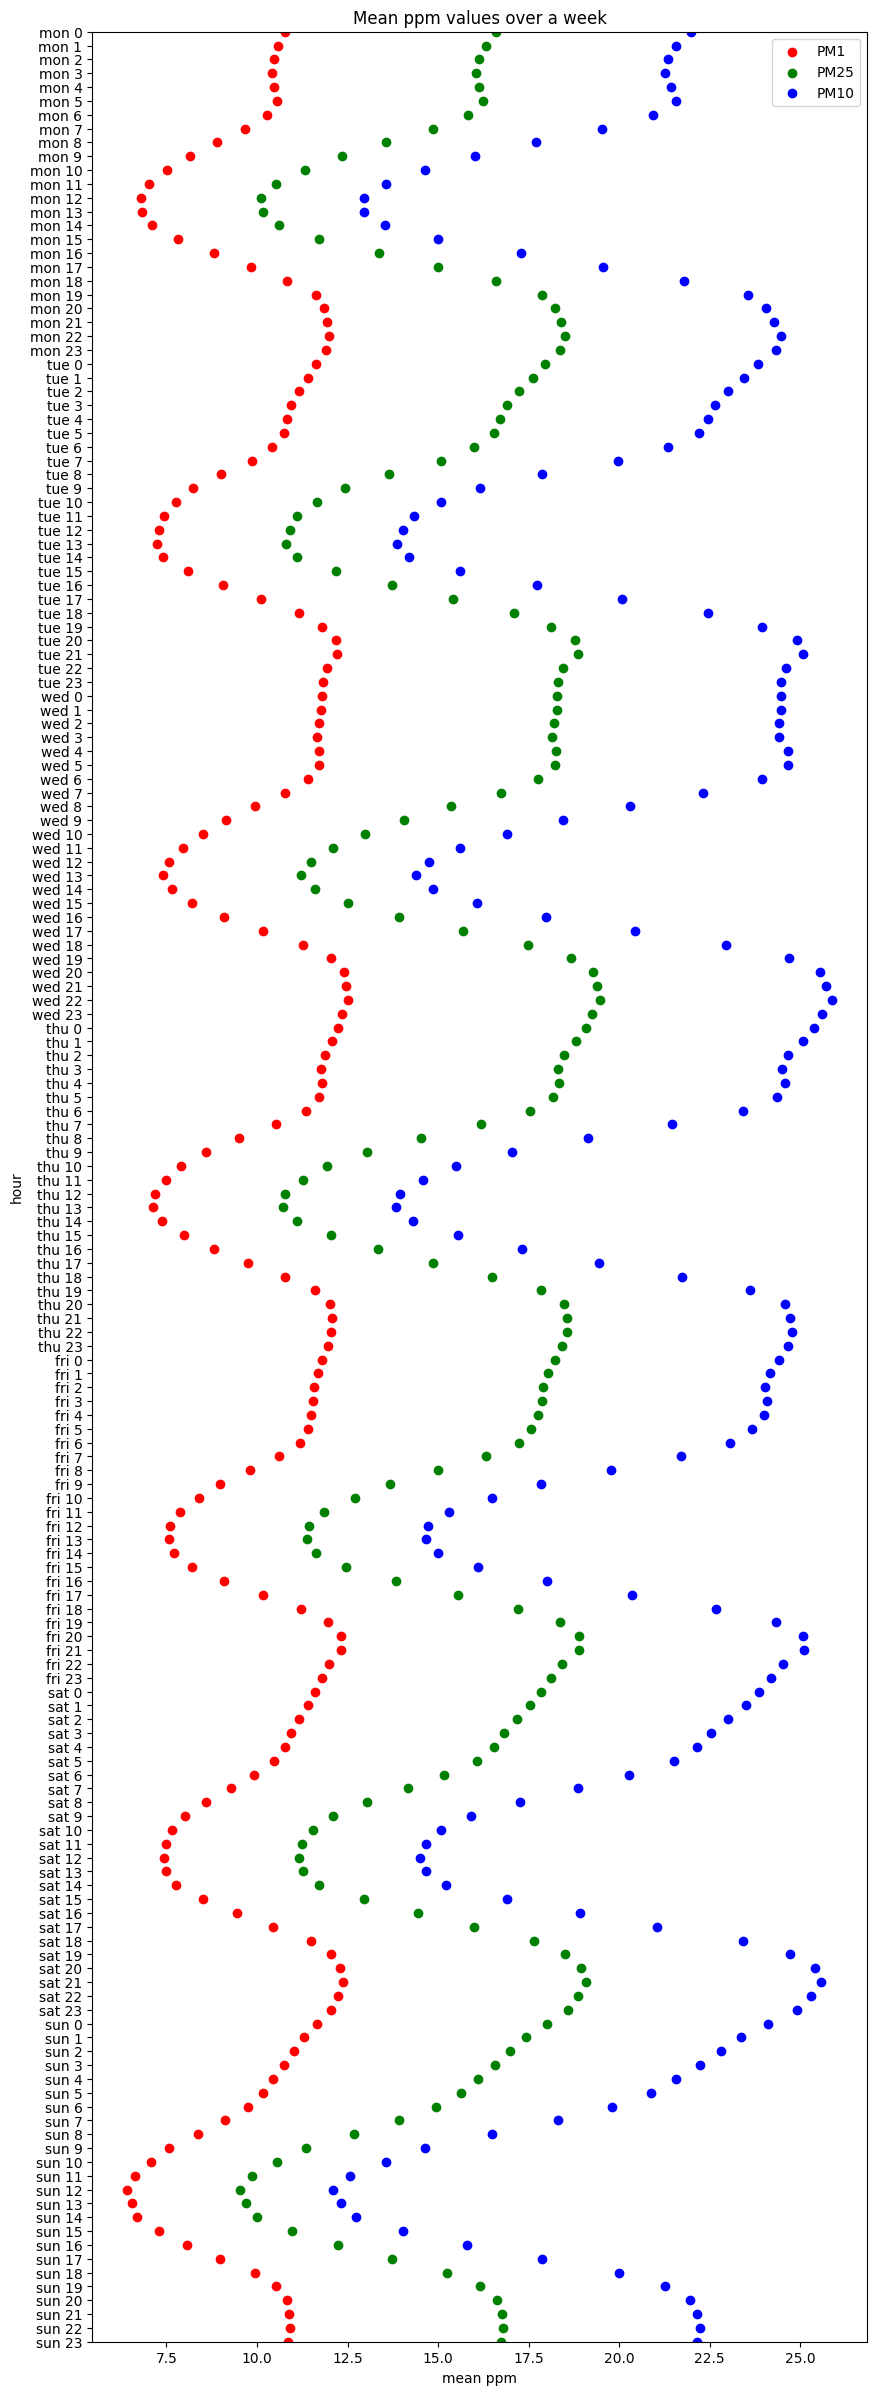 Mean ppm values over a week
PM1
PM25
PM10
hour
mon 0
mon 1
mon 2
mon 3
mon 4
mon 5
mon 6
mon 7
mon 8
mon 9
mon 10
mon 11
mon 12
mon 13
mon 14
mon 15
mon 16
mon 17
mon 18
mon 19
mon 20
mon 21
mon 22
mon 23
tue 0
tue 1
tue 2
tue 3
tue 4
tue 5
tue 6
tue 7
tue 8
tue 9
tue 10
tue 11
tue 12
tue 13
tue 14
tue 15
tue 16
tue 17
tue 18
tue 19
tue 20
tue 21
tue 22
tue 23
wed 0
wed 1
wed 2
wed 3
wed 4
wed 5
wed 6
wed 7
wed 8
wed 9
wed 10
wed 11
wed 12
wed 13
wed 14
wed 15
wed 16
wed 17
wed 18
wed 19
wed 20
wed 21
wed 22
wed 23
thu 0
thu 1
thu 2
thu 3
thu 4
thu 5
thu 6
thu 7
thu 8
thu 9
thu 10
thu 11
thu 12
thu 13
thu 14
thu 15
thu 16
thu 17
thu 18
thu 19
thu 20
thu 21
thu 22
thu 23
fri 0
fri 1
fri 2
fri 3
fri 4
fri 5
fri 6
fri 7
fri 8
fri 9
fri 10
fri 11
fri 12
fri 13
fri 14
fri 15
fri 16
fri 17
fri 18
fri 19
fri 20
fri 21
fri 22
fri 23
sat 0
sat 1
sat 2
sat 3
sat 4
sat 5
sat 6
sat 7
sat 8
sat 9
sat 10
sat 11
sat 12
sat 13
sat 14
sat 15
sat 16
sat 17
sat 18
sat 19
sat 20
sat 21
sat 22
sat 23
sun 0
sun 1
sun 2
sun 3
sun 4
sun 5
sun 6
sun 7
sun 8
sun 9
sun 10
sun 11
sun 12
sun 13
sun 14
sun 15
sun 16
sun 17
sun 18
sun 19
sun 20
sun 21
sun 22
sun 23
7.5 10.0 12.5 15.0 17.5 20.0 22.5 25.0
mean ppm